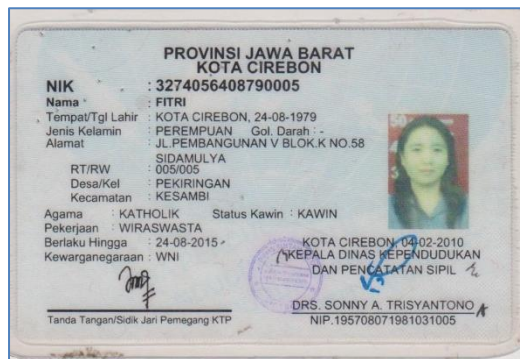 PROVINSI JAWA BARAT
KOTA CIREBON
NIK : 3274056408790005
Nama : FITRI
Tempat/Tgl Lahir : KOTA CIREBON, 24-08-1979
Jenis Kelamin : PEREMPUAN Gol. Darah : -
Alamat : JL.PEMBANGUNAN V BLOK.K NO.58
SIDAMULYA
RT/RW : 005/005
Desa/Kel : PEKIRINGAN
Kecamatan : KESAMBI
Agama : KATHOLIK Status Kawin : KAWIN
Pekerjaan : WIRASWASTA
Berlaku Hingga : 24-08-2015
Kewarganegaraan : WNI
KOTA CIREBON, 04-02-2010
KEPALA DINAS KEPENDUDUKAN
DAN PENCATATAN SIPIL
DRS. SONNY A. TRISYANTONO
NIP.195708071981031005
Tanda Tangan/Sidik Jari Pemegang KTP